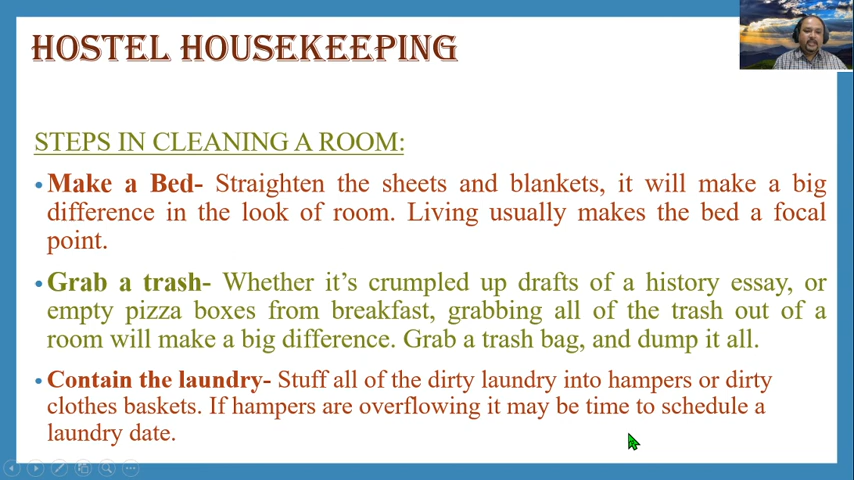 HOSTEL HOUSEKEEPING
STEPS IN CLEANING A ROOM:
•Make a Bed- Straighten the sheets and blankets, it will make a big
difference in the look of room. Living usually makes the bed a focal
point.
•Grab a trash- Whether it’s crumpled up drafts of a history essay, or
empty pizza boxes from breakfast, grabbing all of the trash out of a
room will make a big difference. Grab a trash bag, and dump it all.
•Contain the laundry- Stuff all of the dirty laundry into hampers or dirty
clothes baskets. If hampers are overflowing it may be time to schedule a
laundry date.